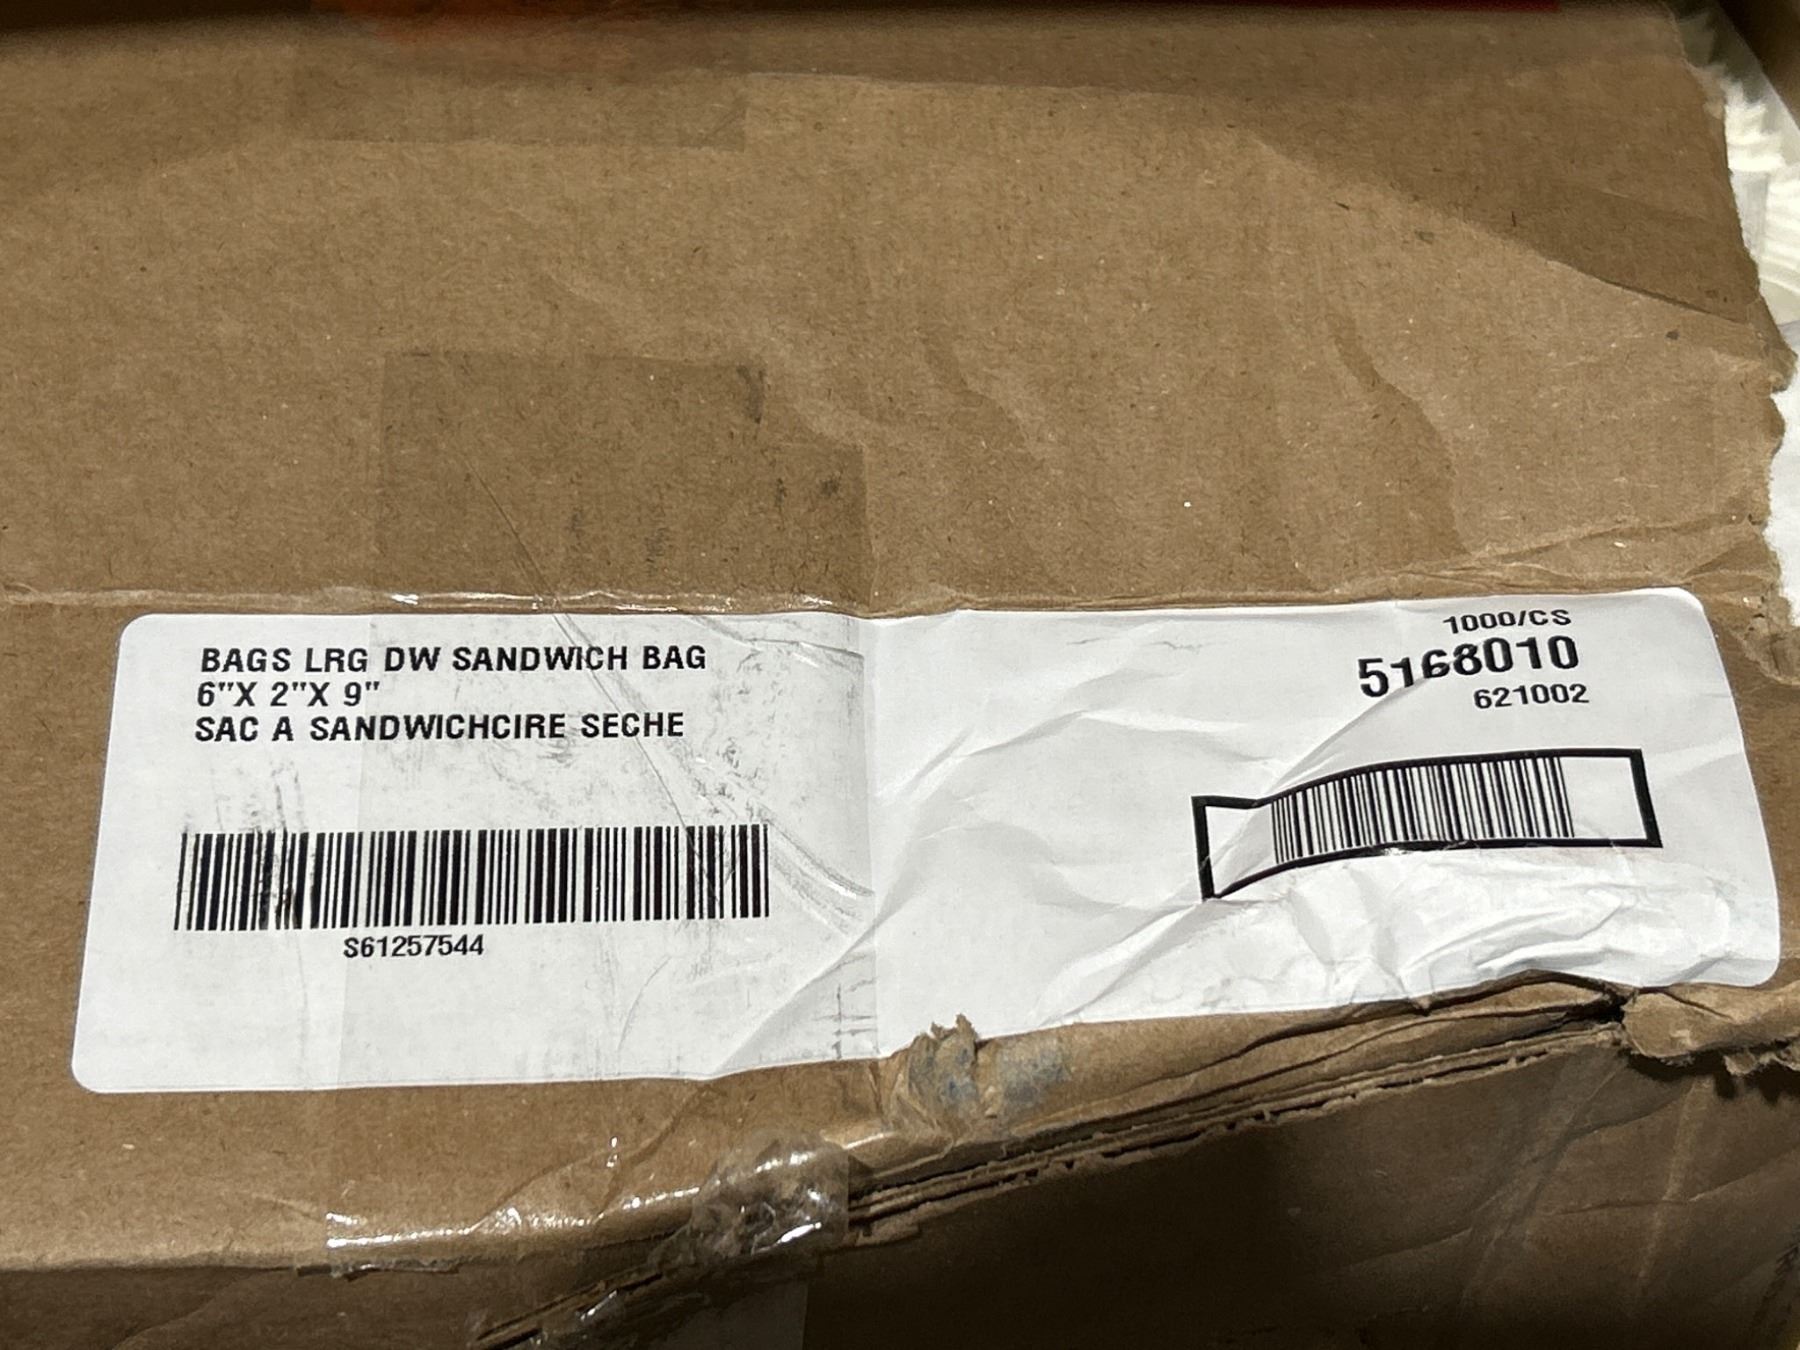 BAGS LRG DW SANDWICH BAG
6"X 2"X 9"
SAC A SANDWICHCIRE SECHE
S61257544
1000/CS
5168010
621002